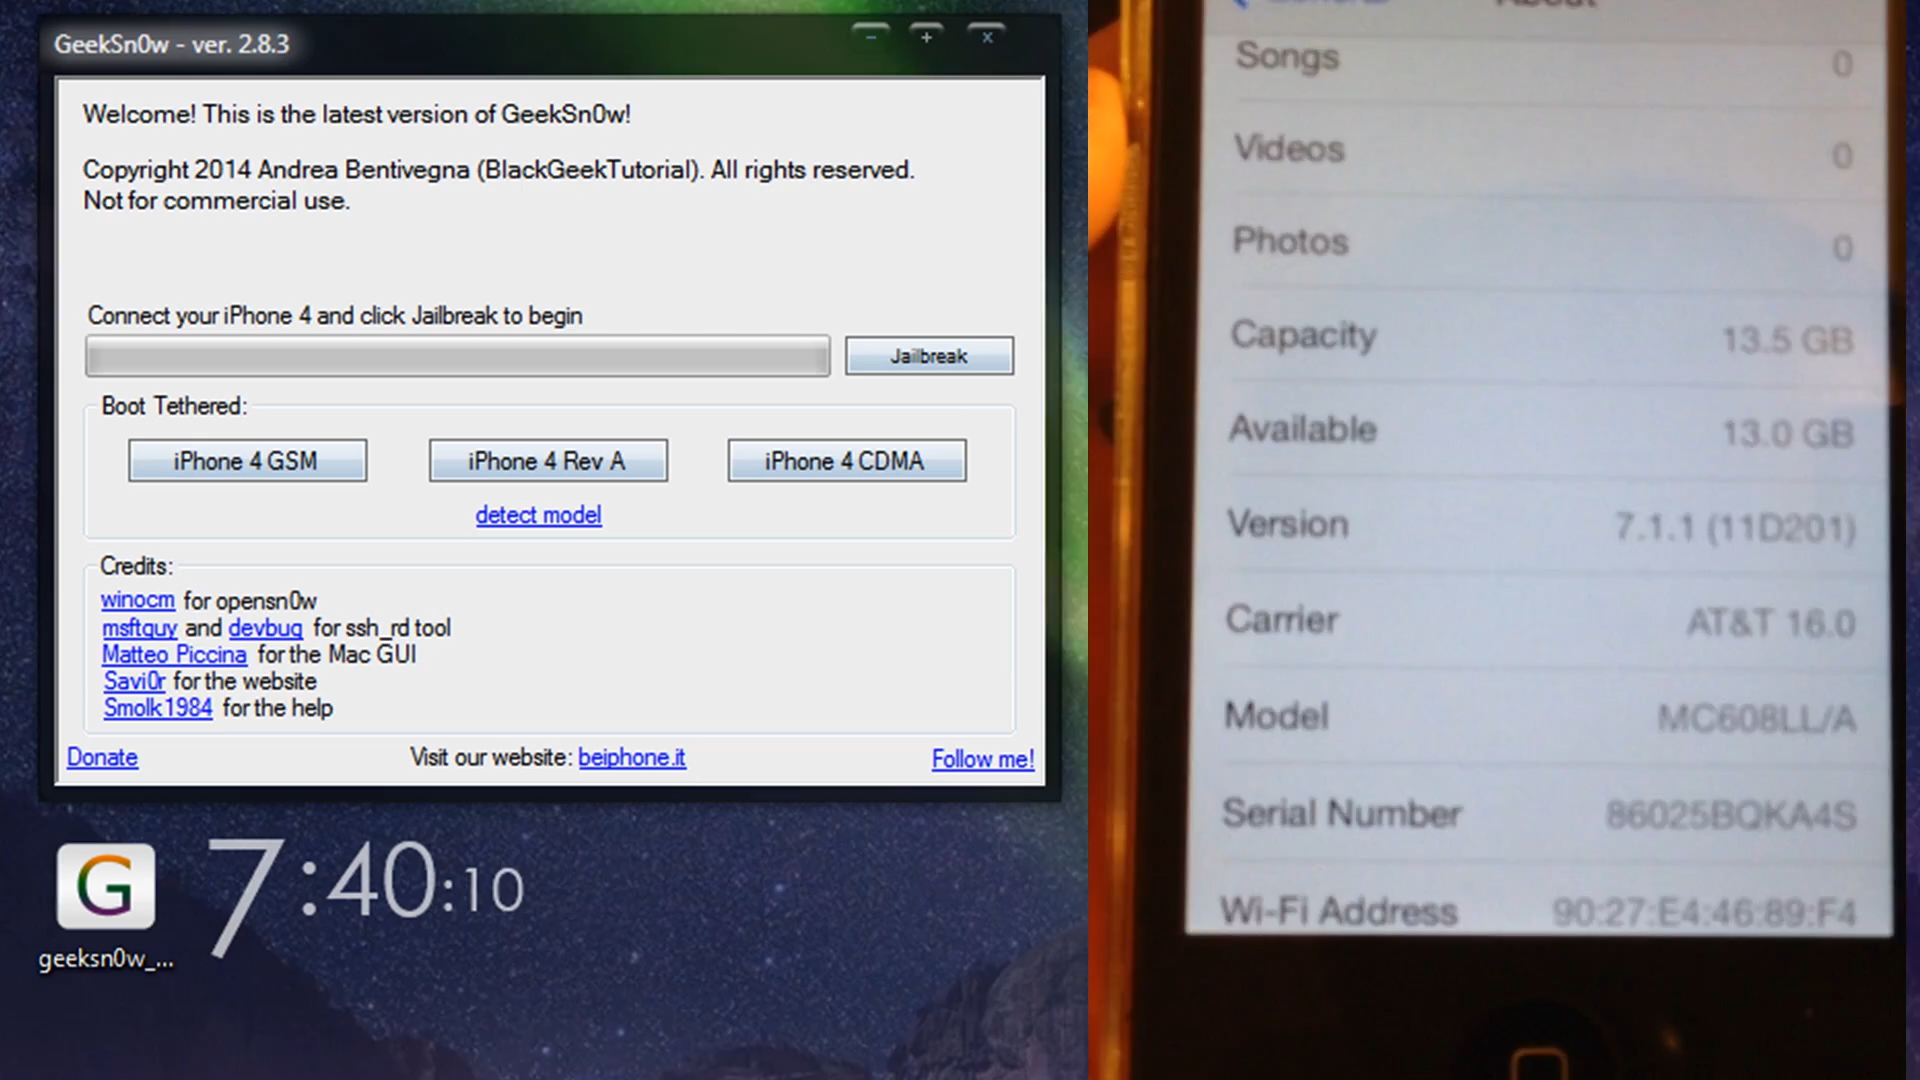 GeekSn0w - ver. 2.8.3
Welcome! This is the latest version of GeekSn0w!
Copyright 2014 Andrea Bentivegna (BlackGeekTutorial). All rights reserved.
Not for commercial use.
Connect your iPhone 4 and click Jailbreak to begin
Jailbreak
Boot Tethered:
iPhone 4 GSM
iPhone 4 Rev A
iPhone 4 CDMA
detect model
Credits:
winocm for opensn0w
msftguy and devbug for ssh_rd tool
Matteo Piccina for the Mac GUI
Savi0r for the website
Smolk1984 for the help
Donate
Visit our website: beiphone.it
Follow me!
G
geeksn0w_...
7:40:10
General
About
Songs 0
Videos 0
Photos 0
Capacity 13.5 GB
Available 13.0 GB
Version 7.1.1 (11D201)
Carrier AT&T 16.0
Model MC608LL/A
Serial Number 86025BQKA4S
Wi-Fi Address 90:27:E4:46:89:F4